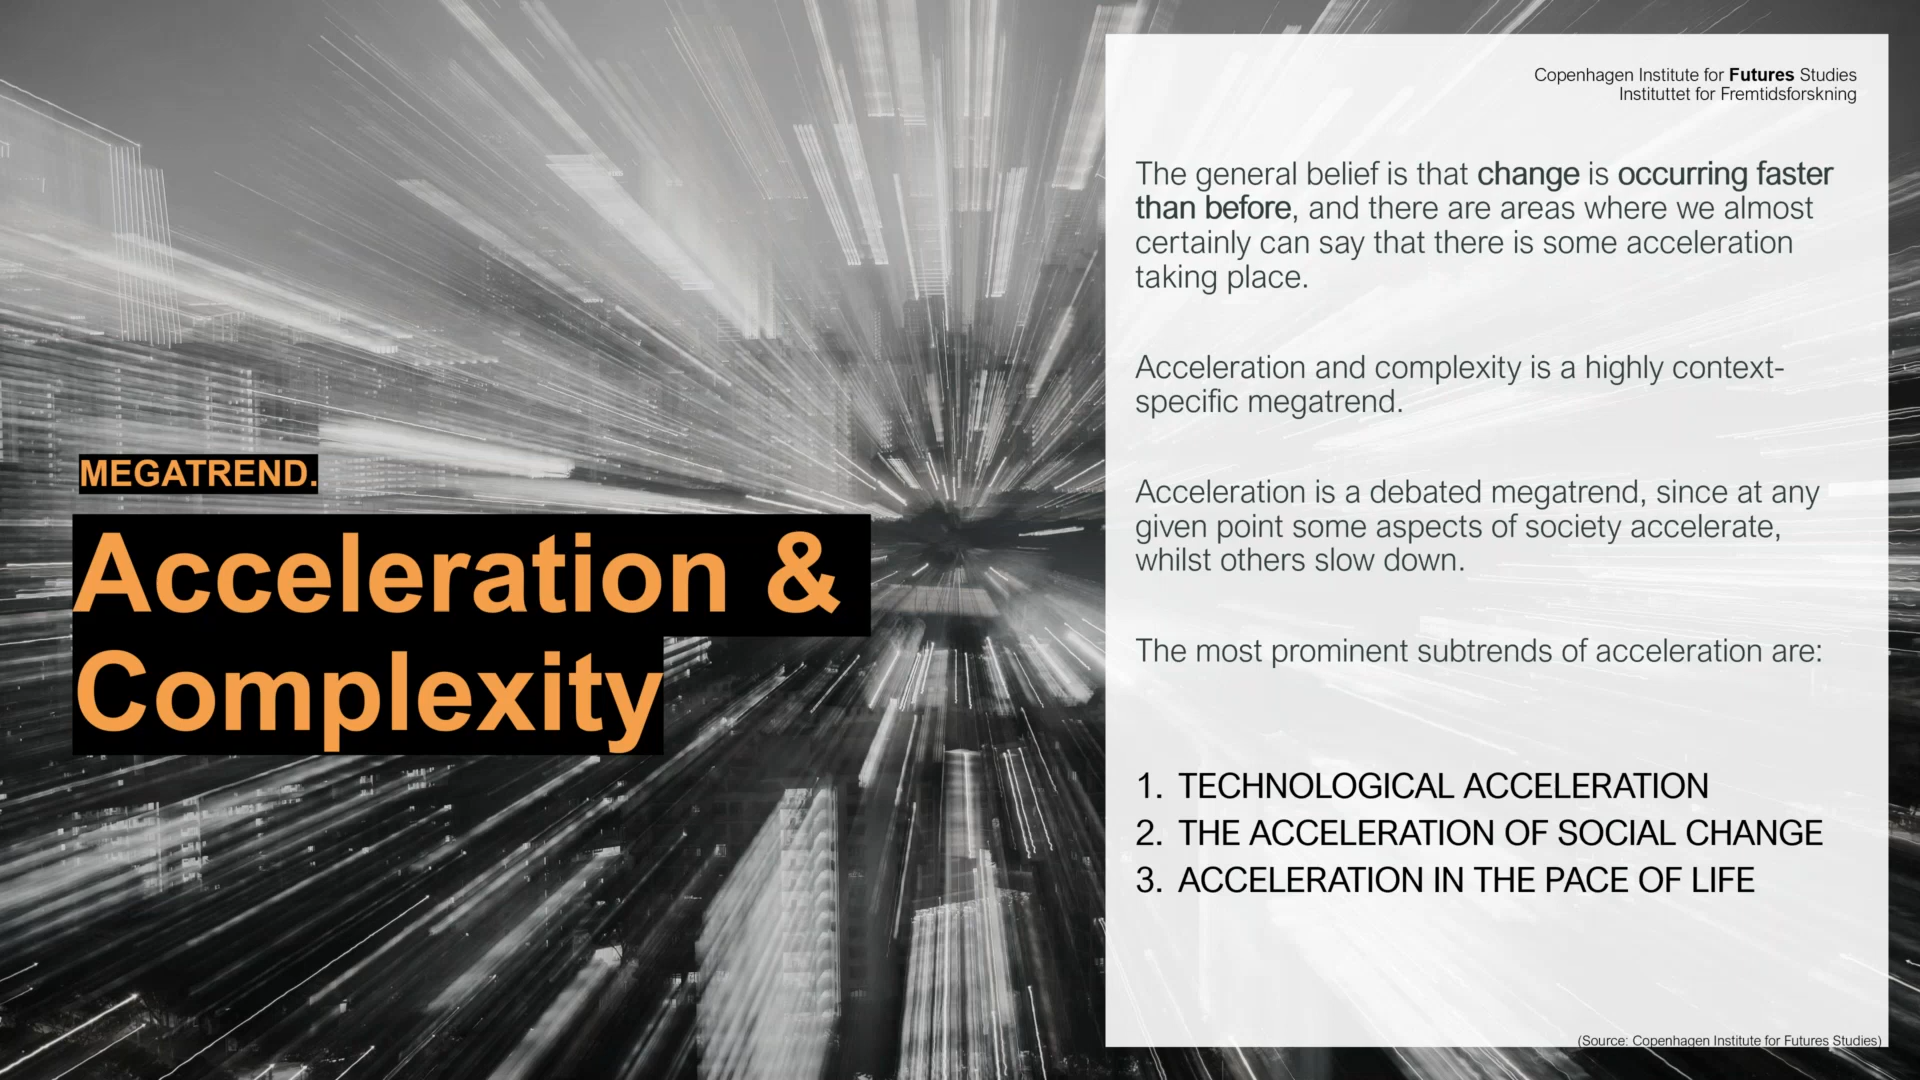 MEGATREND.
Acceleration &
Complexity
Copenhagen Institute for Futures Studies
Instituttet for Fremtidsforskning
The general belief is that change is occurring faster
than before, and there are areas where we almost
certainly can say that there is some acceleration
taking place.
Acceleration and complexity is a highly context-
specific megatrend.
Acceleration is a debated megatrend, since at any
given point some aspects of society accelerate,
whilst others slow down.
The most prominent subtrends of acceleration are:
1. TECHNOLOGICAL ACCELERATION
2. THE ACCELERATION OF SOCIAL CHANGE
3. ACCELERATION IN THE PACE OF LIFE
(Source: Copenhagen Institute for Futures Studies)